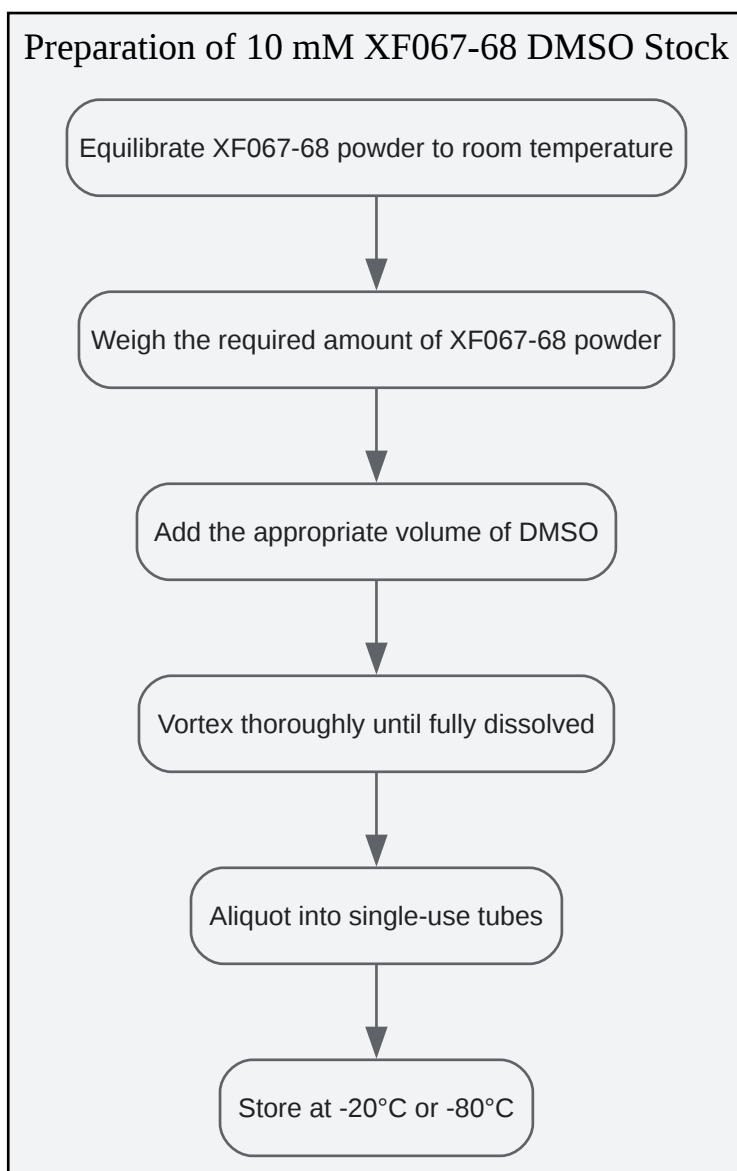 Preparation of 10 mM XF067-68 DMSO Stock
Equilibrate XF067-68 powder to room temperature
Weigh the required amount of XF067-68 powder
Add the appropriate volume of DMSO
Vortex thoroughly until fully dissolved
Aliquot into single-use tubes
Store at -20°C or -80°C